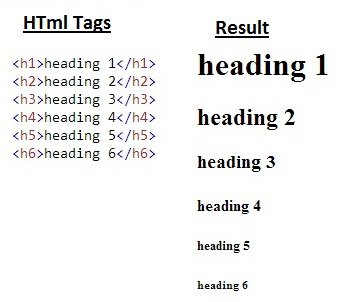 HTml Tags
<h1>heading 1</h1>
<h2>heading 2</h2>
<h3>heading 3</h3>
<h4>heading 4</h4>
<h5>heading 5</h5>
<h6>heading 6</h6>
Result
heading 1
heading 2
heading 3
heading 4
heading 5
heading 6